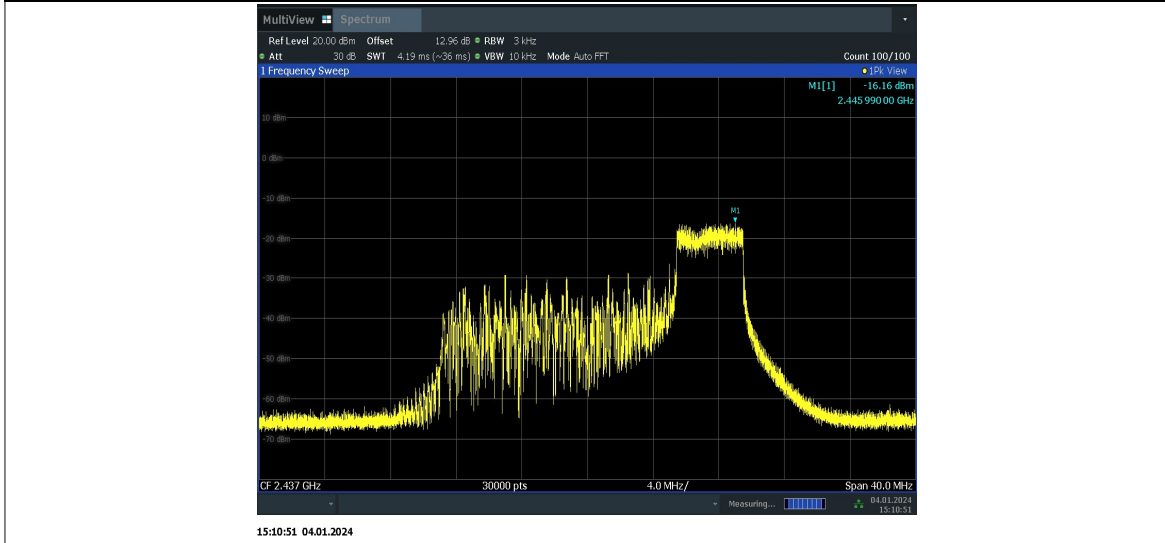 MultiView Spectrum
Ref Level 20.00 dBm Offset 12.96 dB RBW 3 kHz
Att 30 dB SWT 4.19 ms (~36 ms) VBW 10 kHz Mode Auto FFT Count 100/100
1 Frequency Sweep 1Pk View
M1[1] -16.16 dBm
2.445 990 00 GHz
10 dBm
0 dBm
-10 dBm
M1
-20 dBm
-30 dBm
-40 dBm
-50 dBm
-60 dBm
-70 dBm
CF 2.437 GHz 30000 pts 4.0 MHz/ Span 40.0 MHz
Measuring... 04.01.2024
15:10:51
15:10:51 04.01.2024